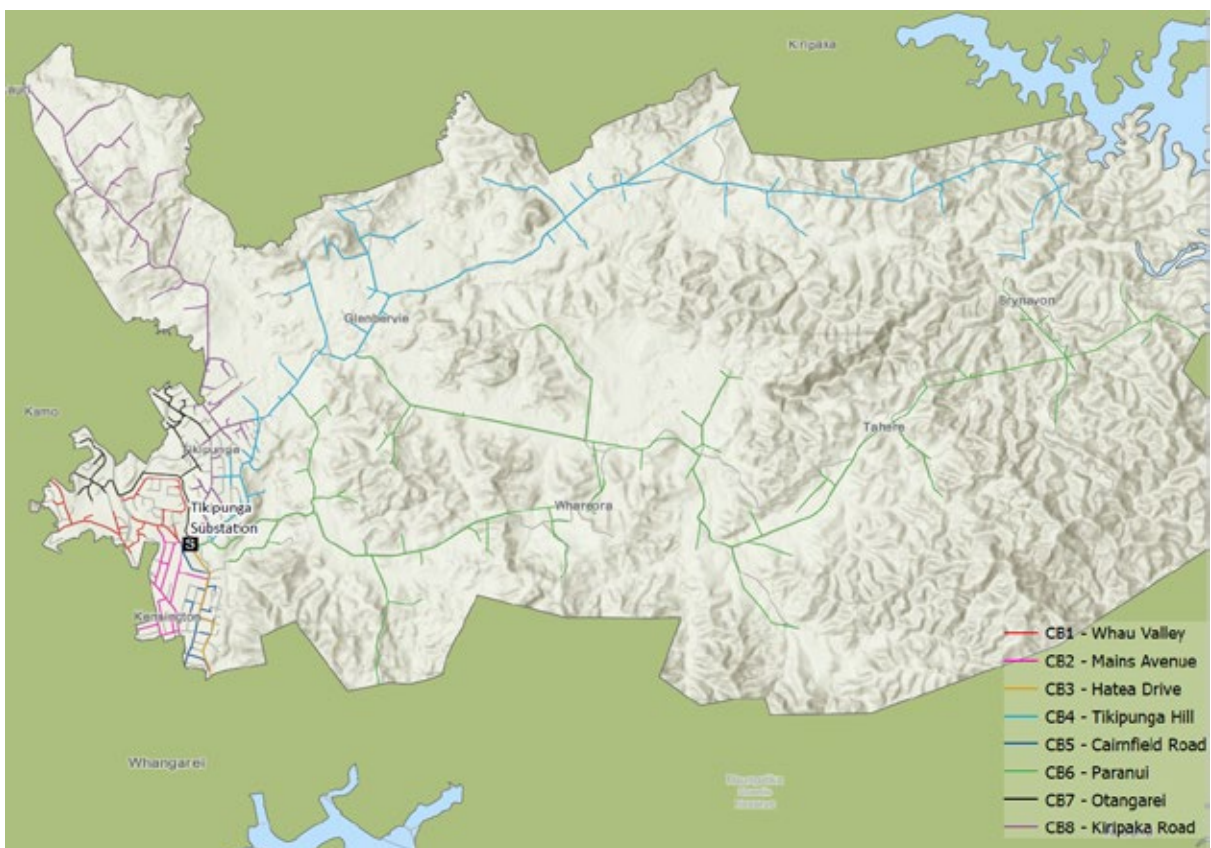 Kiripaka
Glenbervie
Kamo
Tikipunga
Tahere
Tikipunga
Substation
S
Whareora
Kensington
Whangarei
CB1 - Whau Valley
CB2 - Mains Avenue
CB3 - Hatea Drive
CB4 - Tikipunga Hill
CB5 - Cairnfield Road
CB6 - Paranui
CB7 - Otangarei
CB8 - Kiripaka Road